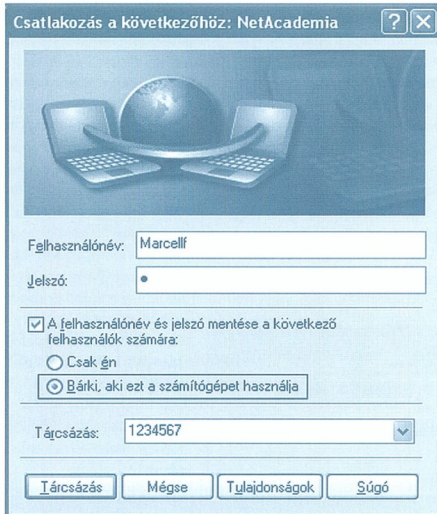 Csatlakozás a következőhöz: NetAcademia
Felhasználónév: Marcellf
Jelszó: •
A felhasználónév és jelszó mentése a következő
felhasználók számára:
Csak én
Bárki, aki ezt a számítógépet használja
Tárcsázás: 1234567
Tárcsázás Mégse Tulajdonságok Súgó